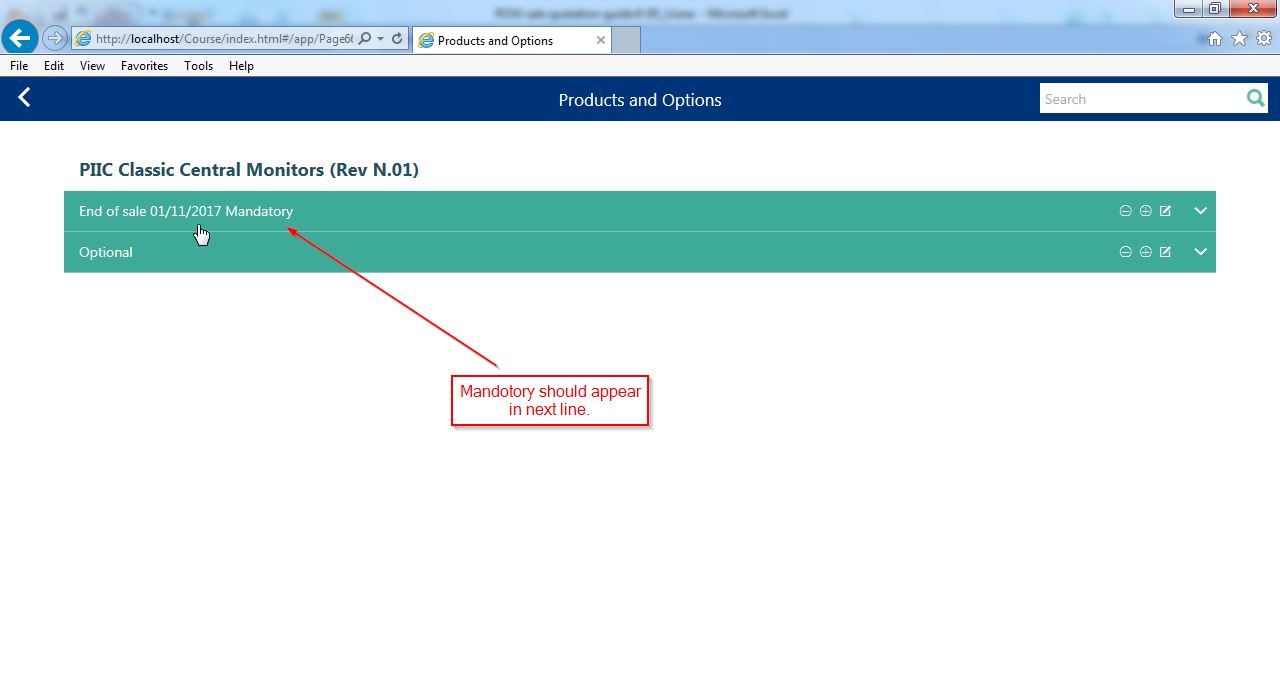 http://localhost/Course/index.html#/app/Page6
Products and Options
File Edit View Favorites Tools Help
Products and Options
Search
PIIC Classic Central Monitors (Rev N.01)
End of sale 01/11/2017 Mandatory
Optional
Mandotory should appear
in next line.